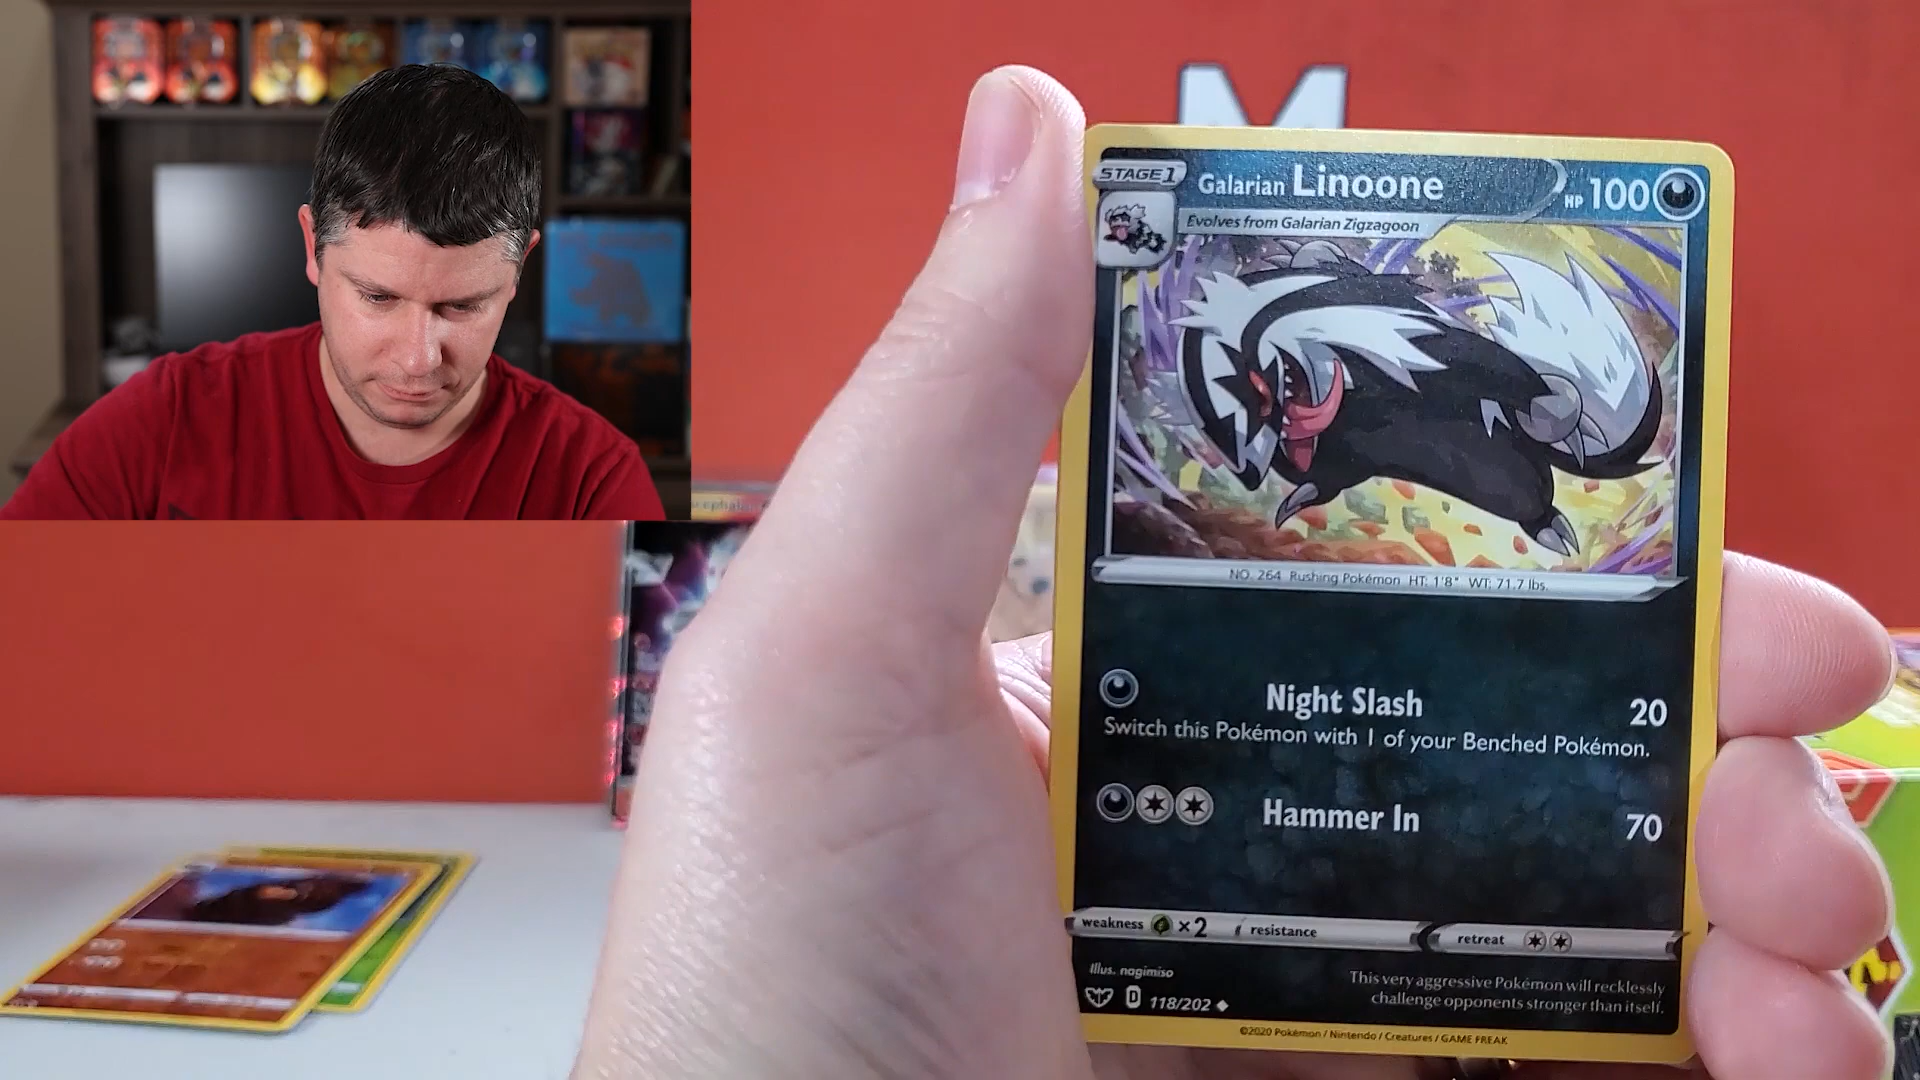 M
STAGE 1
Galarian Linoone
HP 100
Evolves from Galarian Zigzagoon
NO. 264 Rushing Pokémon HT: 1'8" WT: 71.7 lbs.
Night Slash 20
Switch this Pokémon with 1 of your Benched Pokémon.
Hammer In 70
weakness ×2 resistance retreat
Illus. nagimiso
D 118/202
This very aggressive Pokémon will recklessly
challenge opponents stronger than itself.
©2020 Pokémon / Nintendo / Creatures / GAME FREAK